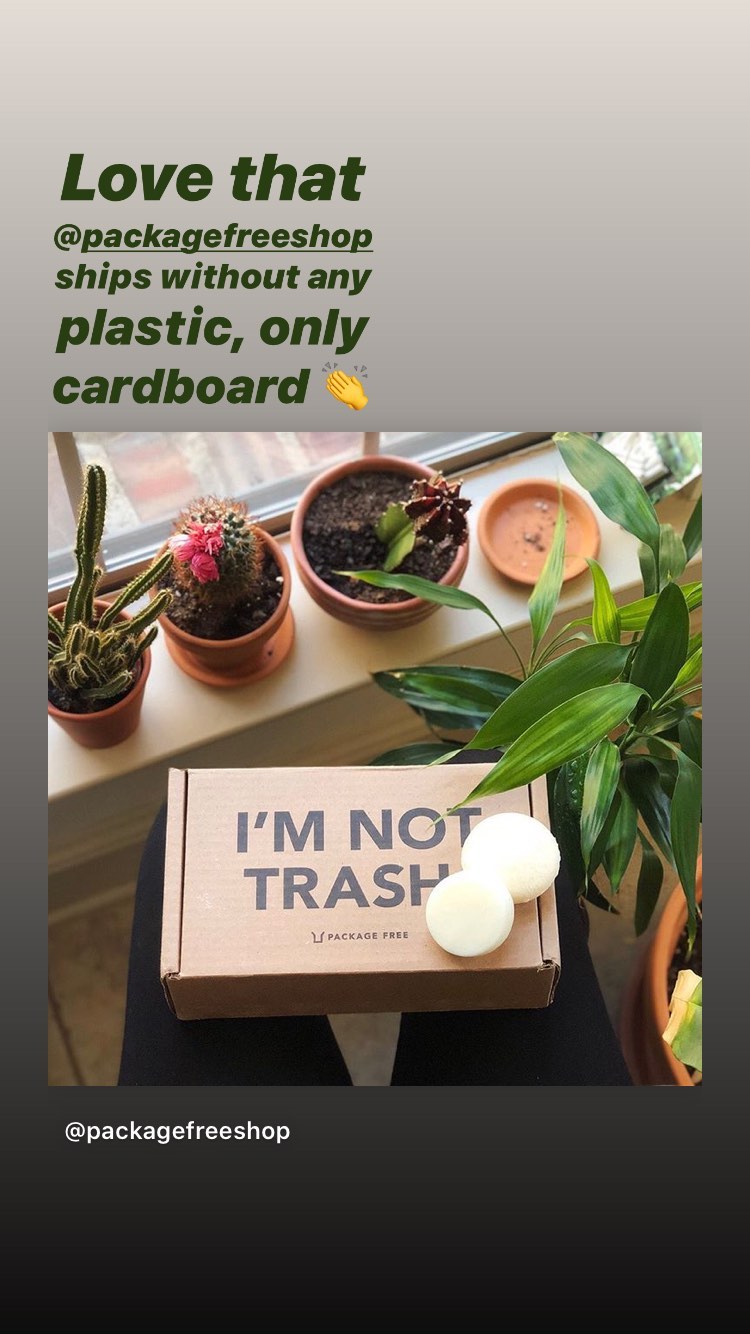 Love that
@packagefreeshop
ships without any
plastic, only
cardboard 👏
I'M NOT
TRASH
PACKAGE FREE
@packagefreeshop